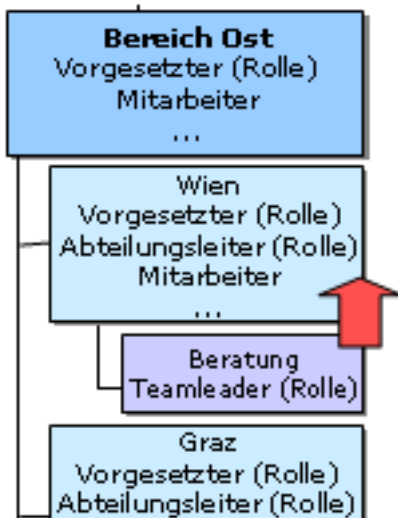 Bereich Ost
Vorgesetzter (Rolle)
Mitarbeiter
...
Wien
Vorgesetzter (Rolle)
Abteilungsleiter (Rolle)
Mitarbeiter
...
Beratung
Teamleader (Rolle)
Graz
Vorgesetzter (Rolle)
Abteilungsleiter (Rolle)